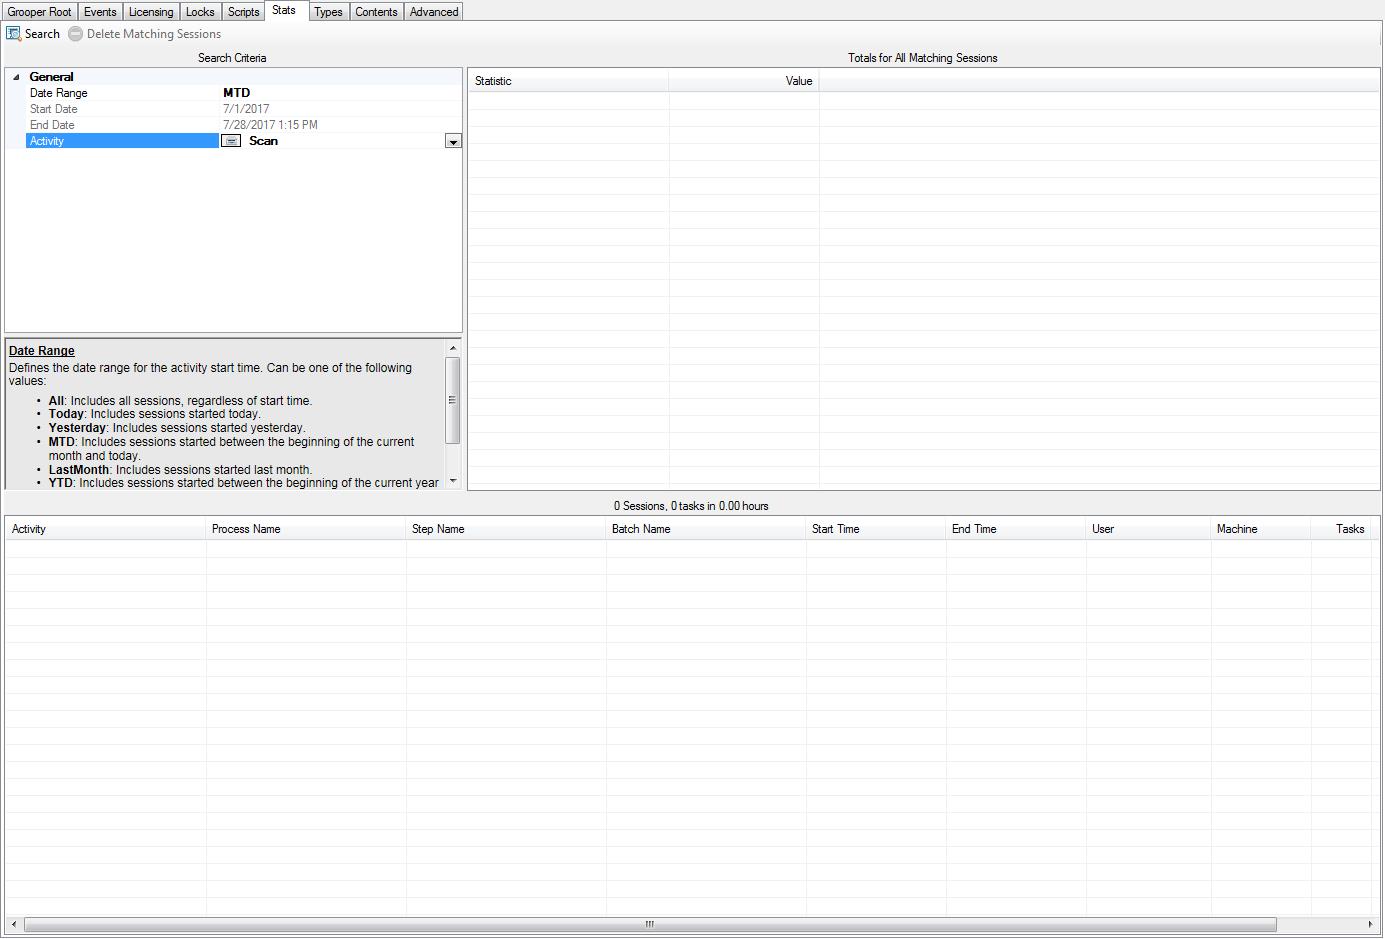 Grooper Root Events Licensing Locks Scripts Stats Types Contents Advanced
Search Delete Matching Sessions
Search Criteria
General
Date Range MTD
Start Date 7/1/2017
End Date 7/28/2017 1:15 PM
Activity Scan
Date Range
Defines the date range for the activity start time. Can be one of the following
values:
• All: Includes all sessions, regardless of start time.
• Today: Includes sessions started today.
• Yesterday: Includes sessions started yesterday.
• MTD: Includes sessions started between the beginning of the current
month and today.
• LastMonth: Includes sessions started last month.
• YTD: Includes sessions started between the beginning of the current year
Totals for All Matching Sessions
Statistic Value
0 Sessions, 0 tasks in 0.00 hours
Activity Process Name Step Name Batch Name Start Time End Time User Machine Tasks